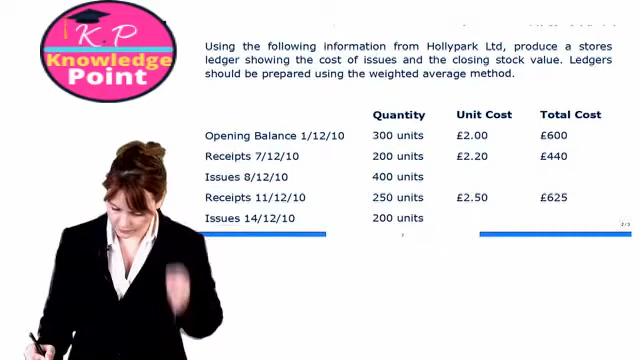 K.P
Knowledge
Point
Using the following information from Hollypark Ltd, produce a stores
ledger showing the cost of issues and the closing stock value. Ledgers
should be prepared using the weighted average method.
Quantity Unit Cost Total Cost
Opening Balance 1/12/10 300 units £2.00 £600
Receipts 7/12/10 200 units £2.20 £440
Issues 8/12/10 400 units
Receipts 11/12/10 250 units £2.50 £625
Issues 14/12/10 200 units